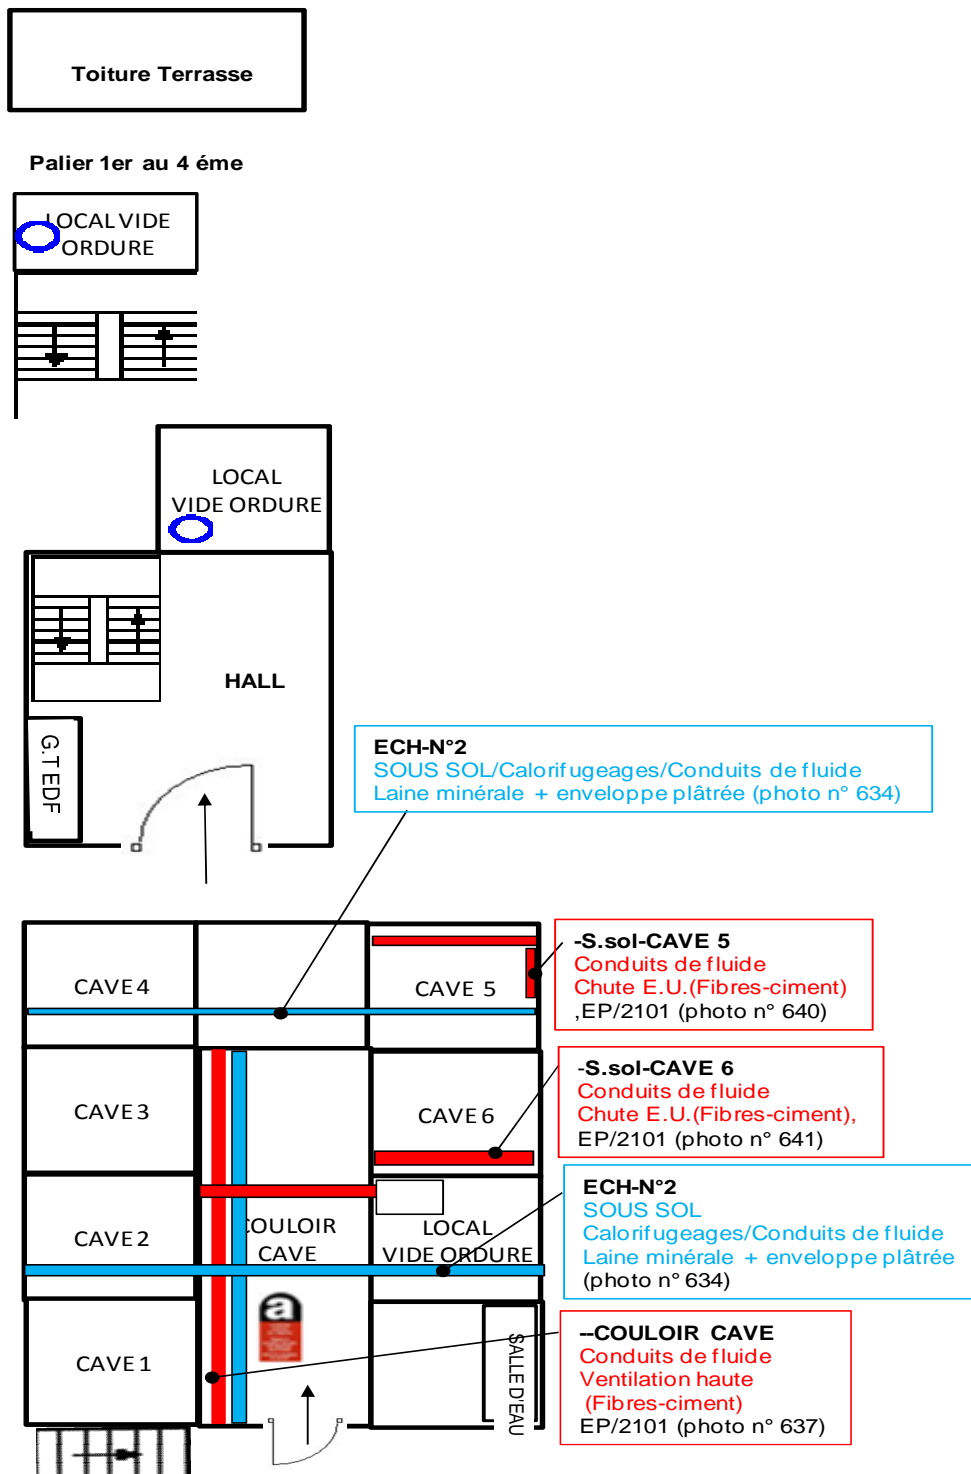 Toiture Terrasse
Palier 1er au 4 éme
LOCAL VIDE
ORDURE
LOCAL
VIDE ORDURE
HALL
G.T EDF
ECH-N°2
SOUS SOL/Calorifugeages/Conduits de fluide
Laine minérale + enveloppe plâtrée (photo n° 634)
CAVE 4
CAVE 5
-S.sol-CAVE 5
Conduits de fluide
Chute E.U.(Fibres-ciment)
,EP/2101 (photo n° 640)
CAVE 3
CAVE 6
-S.sol-CAVE 6
Conduits de fluide
Chute E.U.(Fibres-ciment),
EP/2101 (photo n° 641)
CAVE 2
COULOIR
CAVE
LOCAL
VIDE ORDURE
ECH-N°2
SOUS SOL
Calorifugeages/Conduits de fluide
Laine minérale + enveloppe plâtrée
(photo n° 634)
a
CAVE 1
SALLE D'EAU
--COULOIR CAVE
Conduits de fluide
Ventilation haute
(Fibres-ciment)
EP/2101 (photo n° 637)